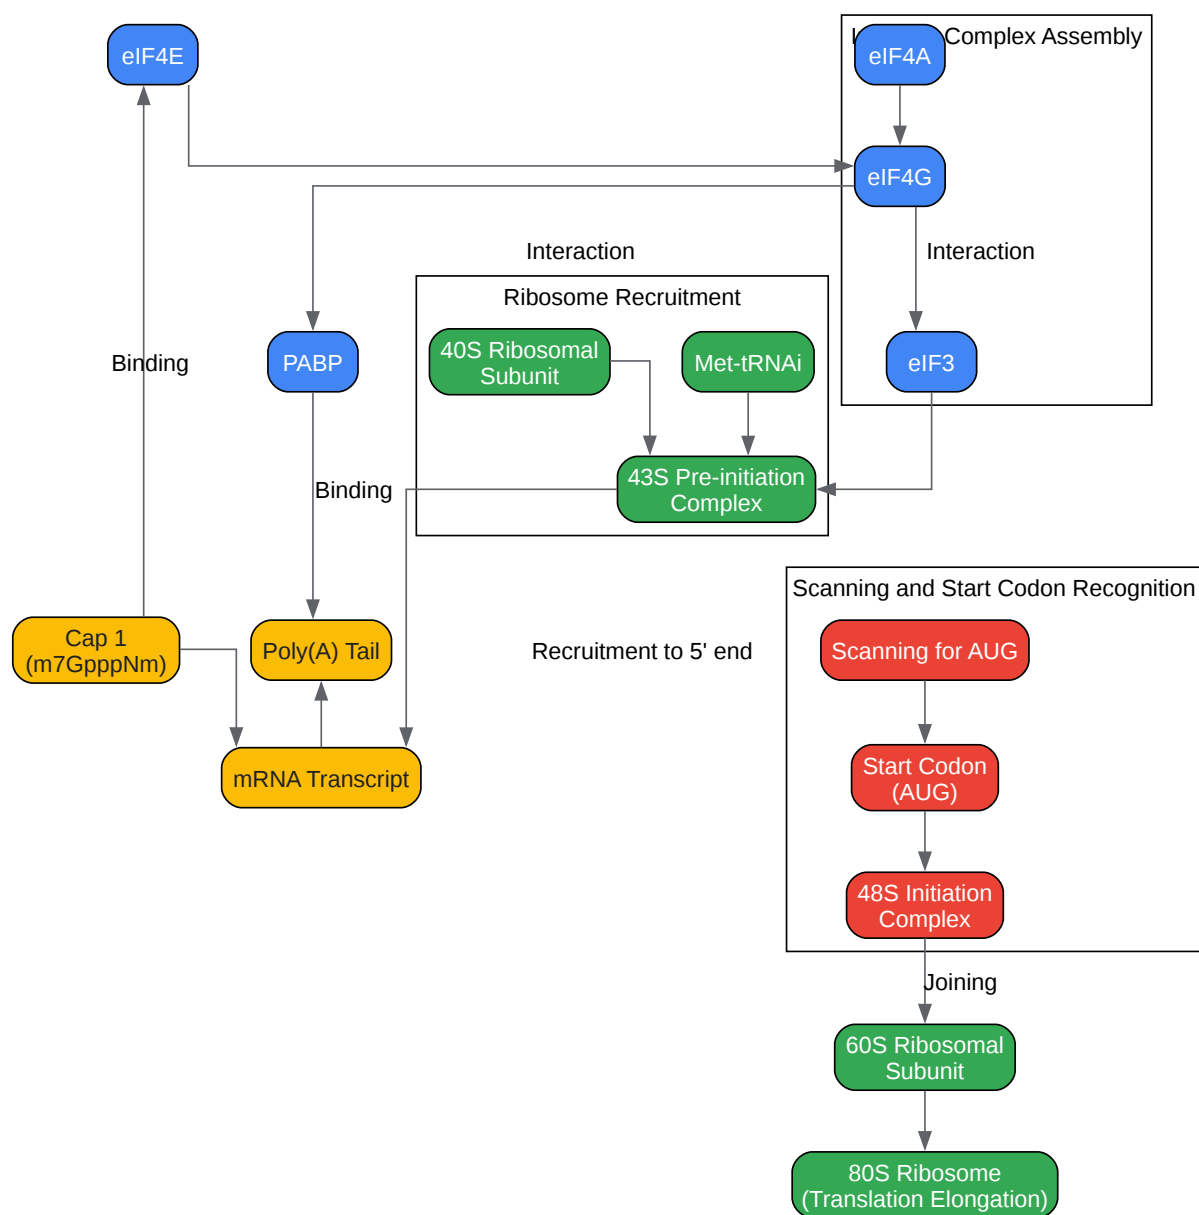 eIF4E
Complex Assembly
eIF4A
eIF4G
Interaction
Interaction
Ribosome Recruitment
40S Ribosomal
Subunit
Met-tRNAi
Binding
PABP
eIF3
43S Pre-initiation
Complex
Binding
Scanning and Start Codon Recognition
Cap 1
(m7GpppNm)
Poly(A) Tail
Recruitment to 5' end
Scanning for AUG
mRNA Transcript
Start Codon
(AUG)
48S Initiation
Complex
Joining
60S Ribosomal
Subunit
80S Ribosome
(Translation Elongation)